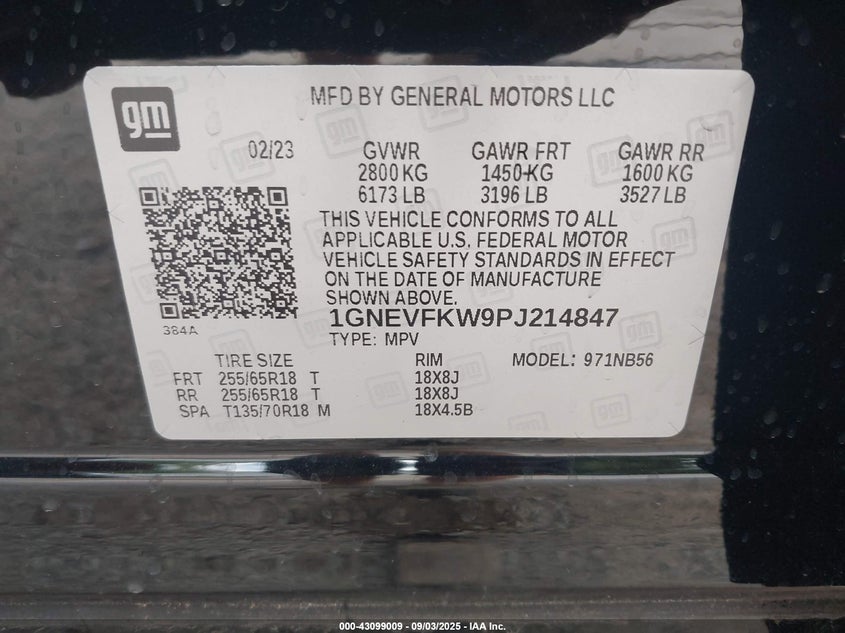 gm
MFD BY GENERAL MOTORS LLC
02/23 GVWR GAWR FRT GAWR RR
2800 KG 1450 KG 1600 KG
6173 LB 3196 LB 3527 LB
THIS VEHICLE CONFORMS TO ALL
APPLICABLE U.S. FEDERAL MOTOR
VEHICLE SAFETY STANDARDS IN EFFECT
ON THE DATE OF MANUFACTURE
SHOWN ABOVE.
1GNEVFKW9PJ214847
384A
TYPE: MPV
TIRE SIZE RIM MODEL: 971NB56
FRT 255/65R18 T 18X8J
RR 255/65R18 T 18X8J
SPA T135/70R18 M 18X4.5B
000-43099009 - 09/03/2025 - IAA Inc.